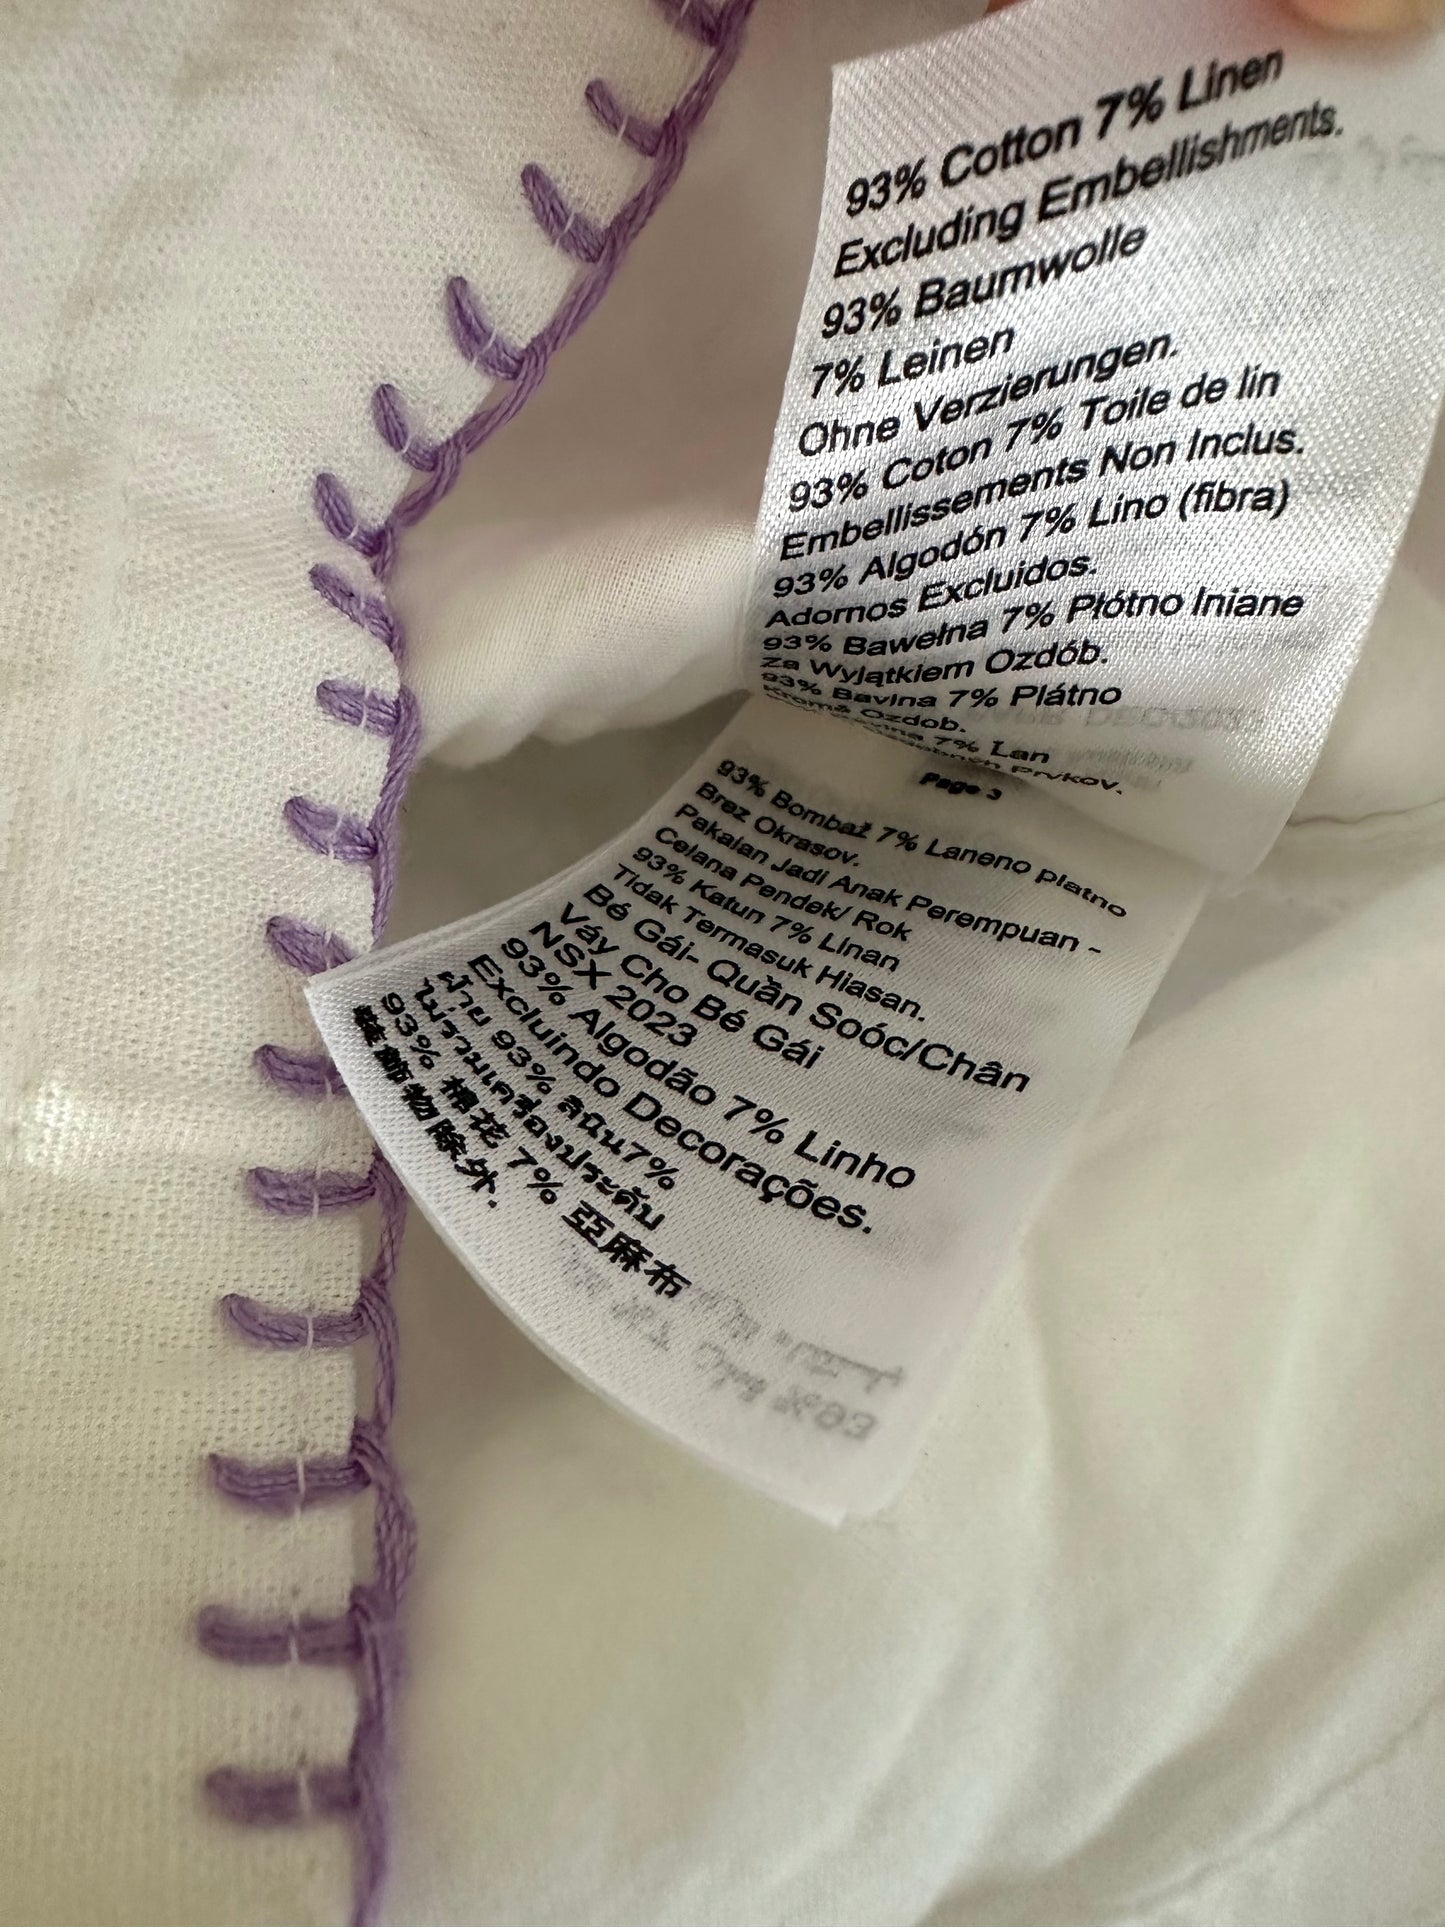 93% Cotton 7% Linen
Excluding Embellishments.
93% Baumwolle
7% Leinen
Ohne Verzierungen.
93% Coton 7% Toile de lin
Embellissements Non Inclus.
93% Algodón 7% Lino (fibra)
Adornos Excluidos.
93% Bawełna 7% Płótno lniane
Za Wyjątkiem Ozdób.
93% Bavlna 7% Plátno
Kromě Ozdob.
7% Lan
Prvkov.
Page 3
93% Bombaž 7% Laneno platno
Brez Okrasov.
Pakaian Jadi Anak Perempuan -
Celana Pendek/ Rok
93% Katun 7% Linan
Tidak Termasuk Hiasan.
Bé Gái- Quần Soóc/Chân
Váy Cho Bé Gái
NSX 2023
93% Algodão 7% Linho
Excluindo Decorações.
ฝ้าย 93% ลินิน7%
ไม่รวมเครื่องประดับ
93% 棉花 7% 亞麻布
裝飾物除外.